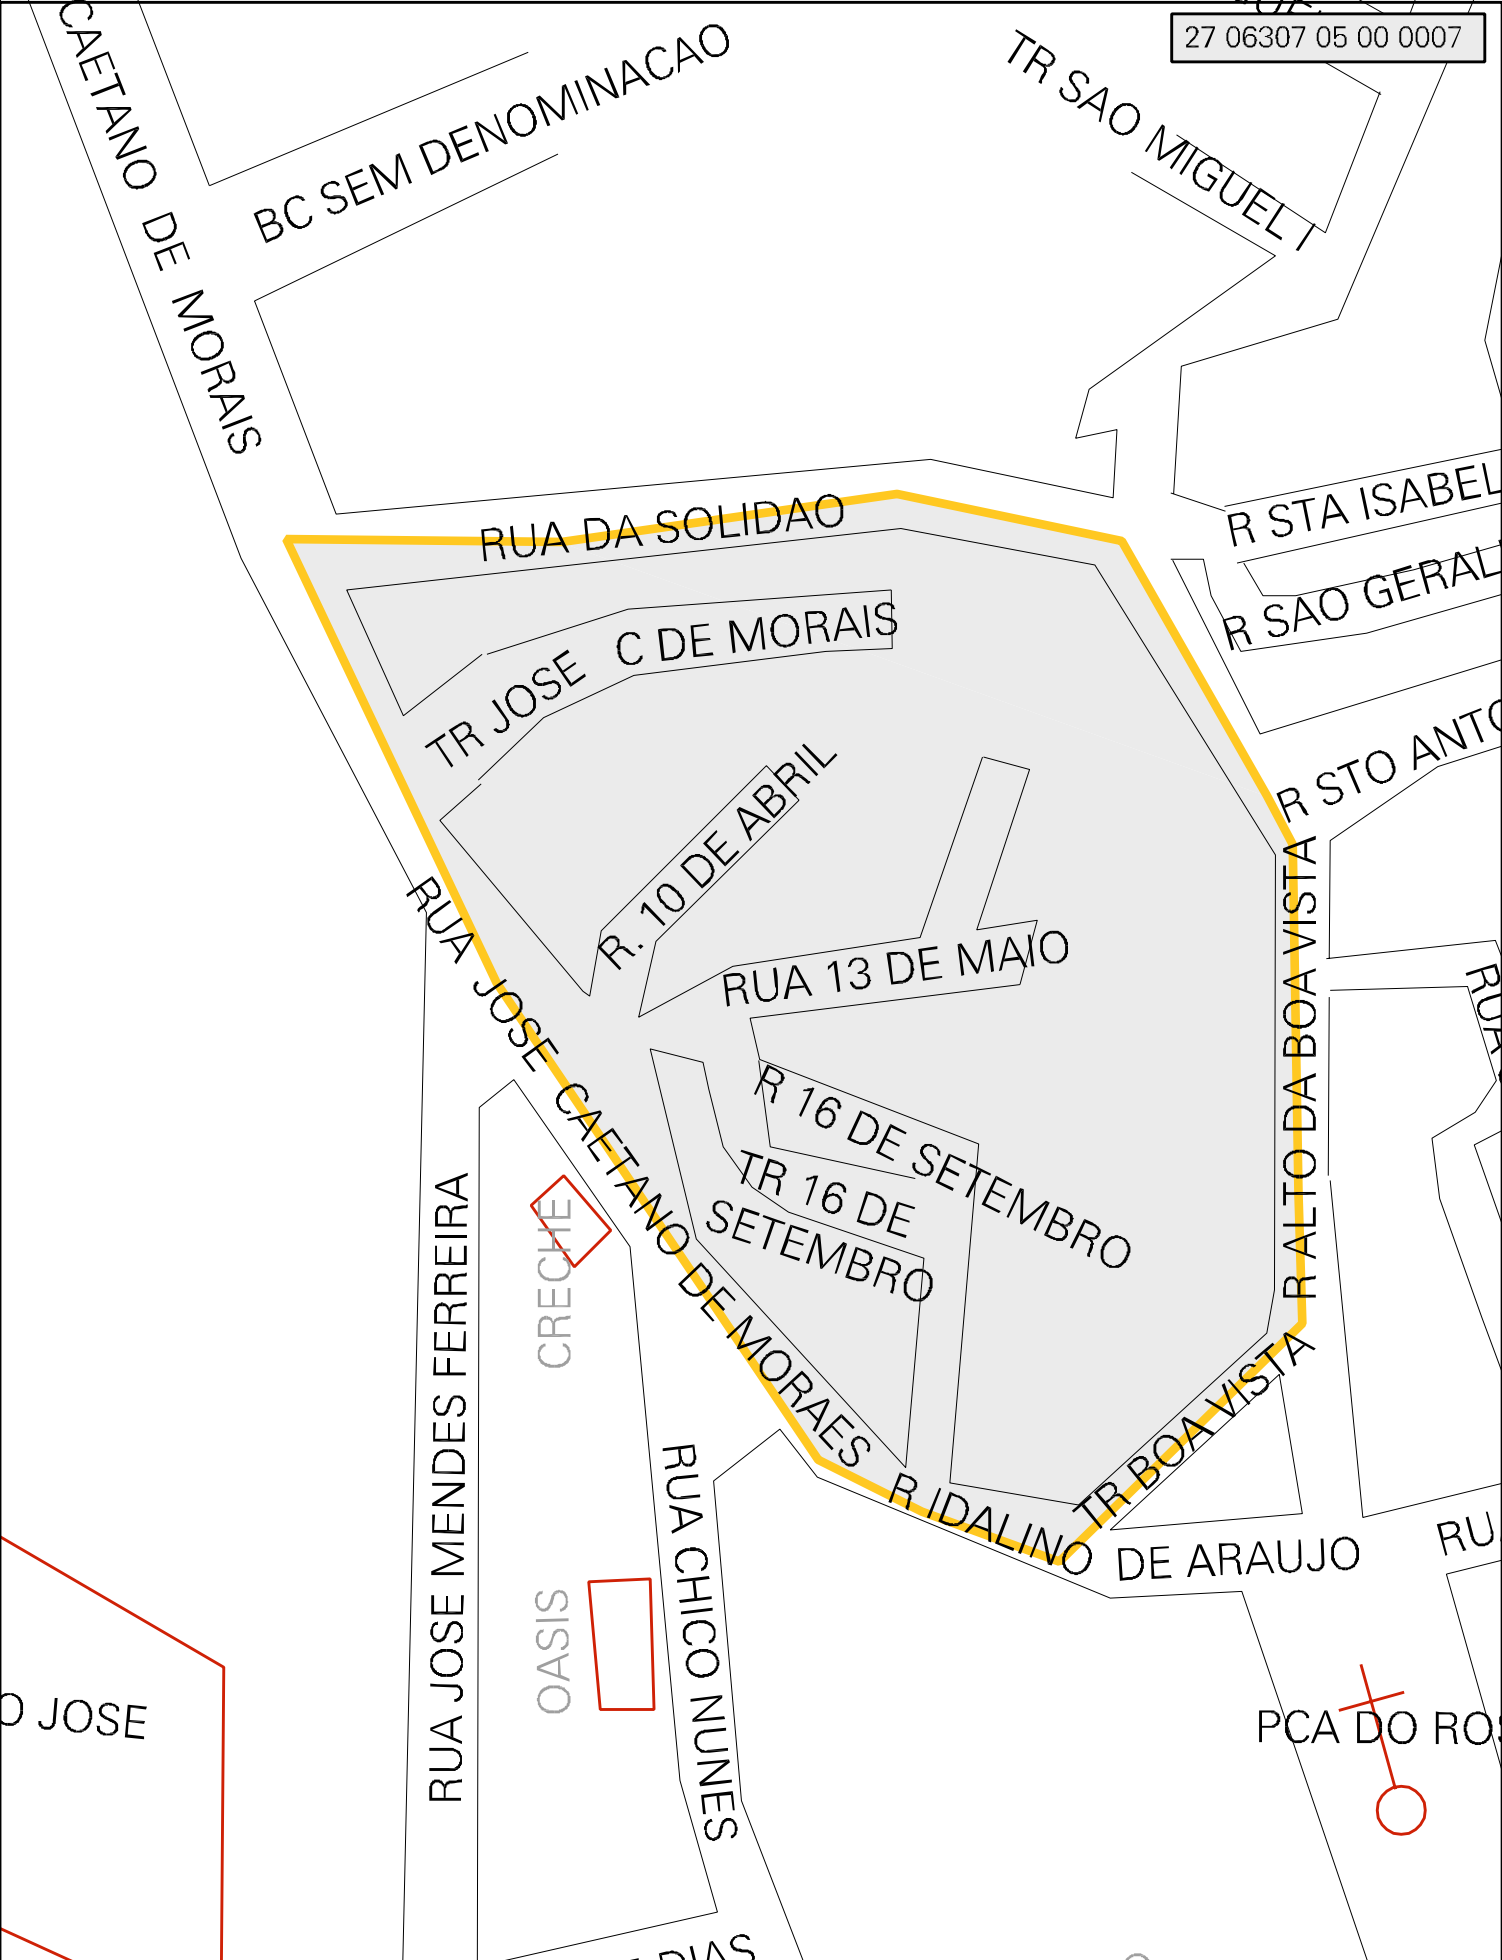 27 06307 05 00 0007
CAETANO DE MORAIS
BC SEM DENOMINACAO
TR SAO MIGUEL I
RUA DA SOLIDAO
R STA ISABEL
R SAO GERAL
TR JOSE C DE MORAIS
R STO ANTO
R. 10 DE ABRIL
RUA 13 DE MAIO
RUA JOSE CAETANO DE MORAES
R ALTO DA BOA VISTA
RUA
R 16 DE SETEMBRO
TR 16 DE
SETEMBRO
CRECHE
RUA JOSE MENDES FERREIRA
TR BOA VISTA
R IDALINO DE ARAUJO
RUA CHICO NUNES
OASIS
O JOSE
PCA DO ROS
DIAS